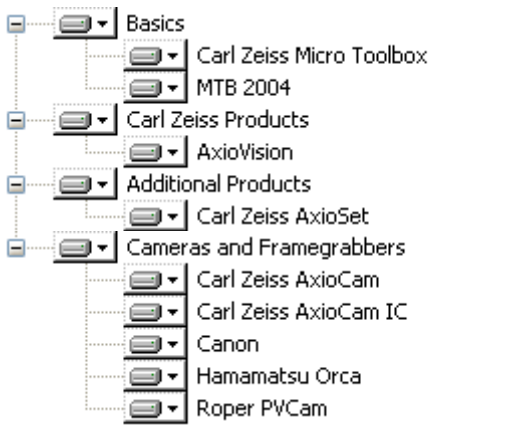 Basics
Carl Zeiss Micro Toolbox
MTB 2004
Carl Zeiss Products
AxioVision
Additional Products
Carl Zeiss AxioSet
Cameras and Framegrabbers
Carl Zeiss AxioCam
Carl Zeiss AxioCam IC
Canon
Hamamatsu Orca
Roper PVCam